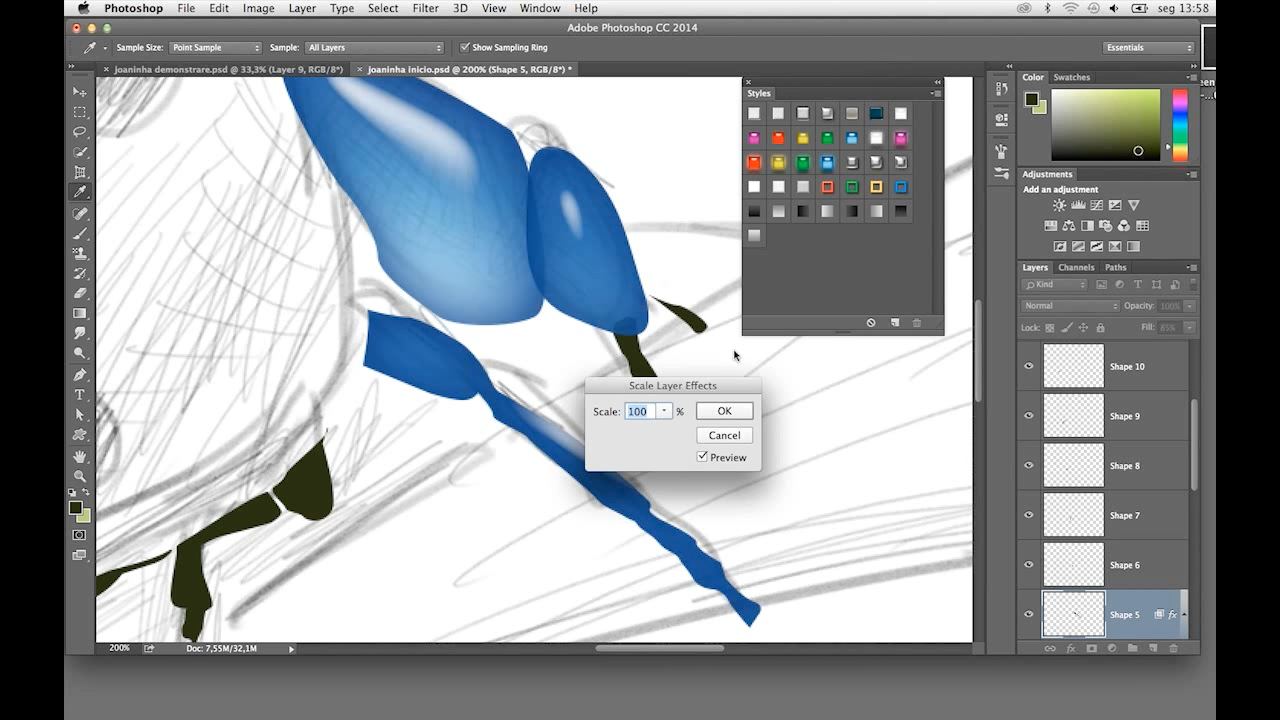 Photoshop File Edit Image Layer Type Select Filter 3D View Window Help seg 13:58
Adobe Photoshop CC 2014
Sample Size: Point Sample Sample: All Layers Show Sampling Ring Essentials
joaninha demonstrare.psd @ 33,3% (Layer 9, RGB/8*) joaninha inicio.psd @ 200% (Shape 5, RGB/8*) *
Color Swatches
Styles
Adjustments
Add an adjustment
Layers Channels Paths
Kind
Normal Opacity: 100%
Lock: Fill: 85%
Shape 10
Scale Layer Effects
Scale: 100 % OK
Shape 9
Cancel
Preview
Shape 8
Shape 7
Shape 6
Shape 5 fx
200% Doc: 7,55M/32,1M
fx